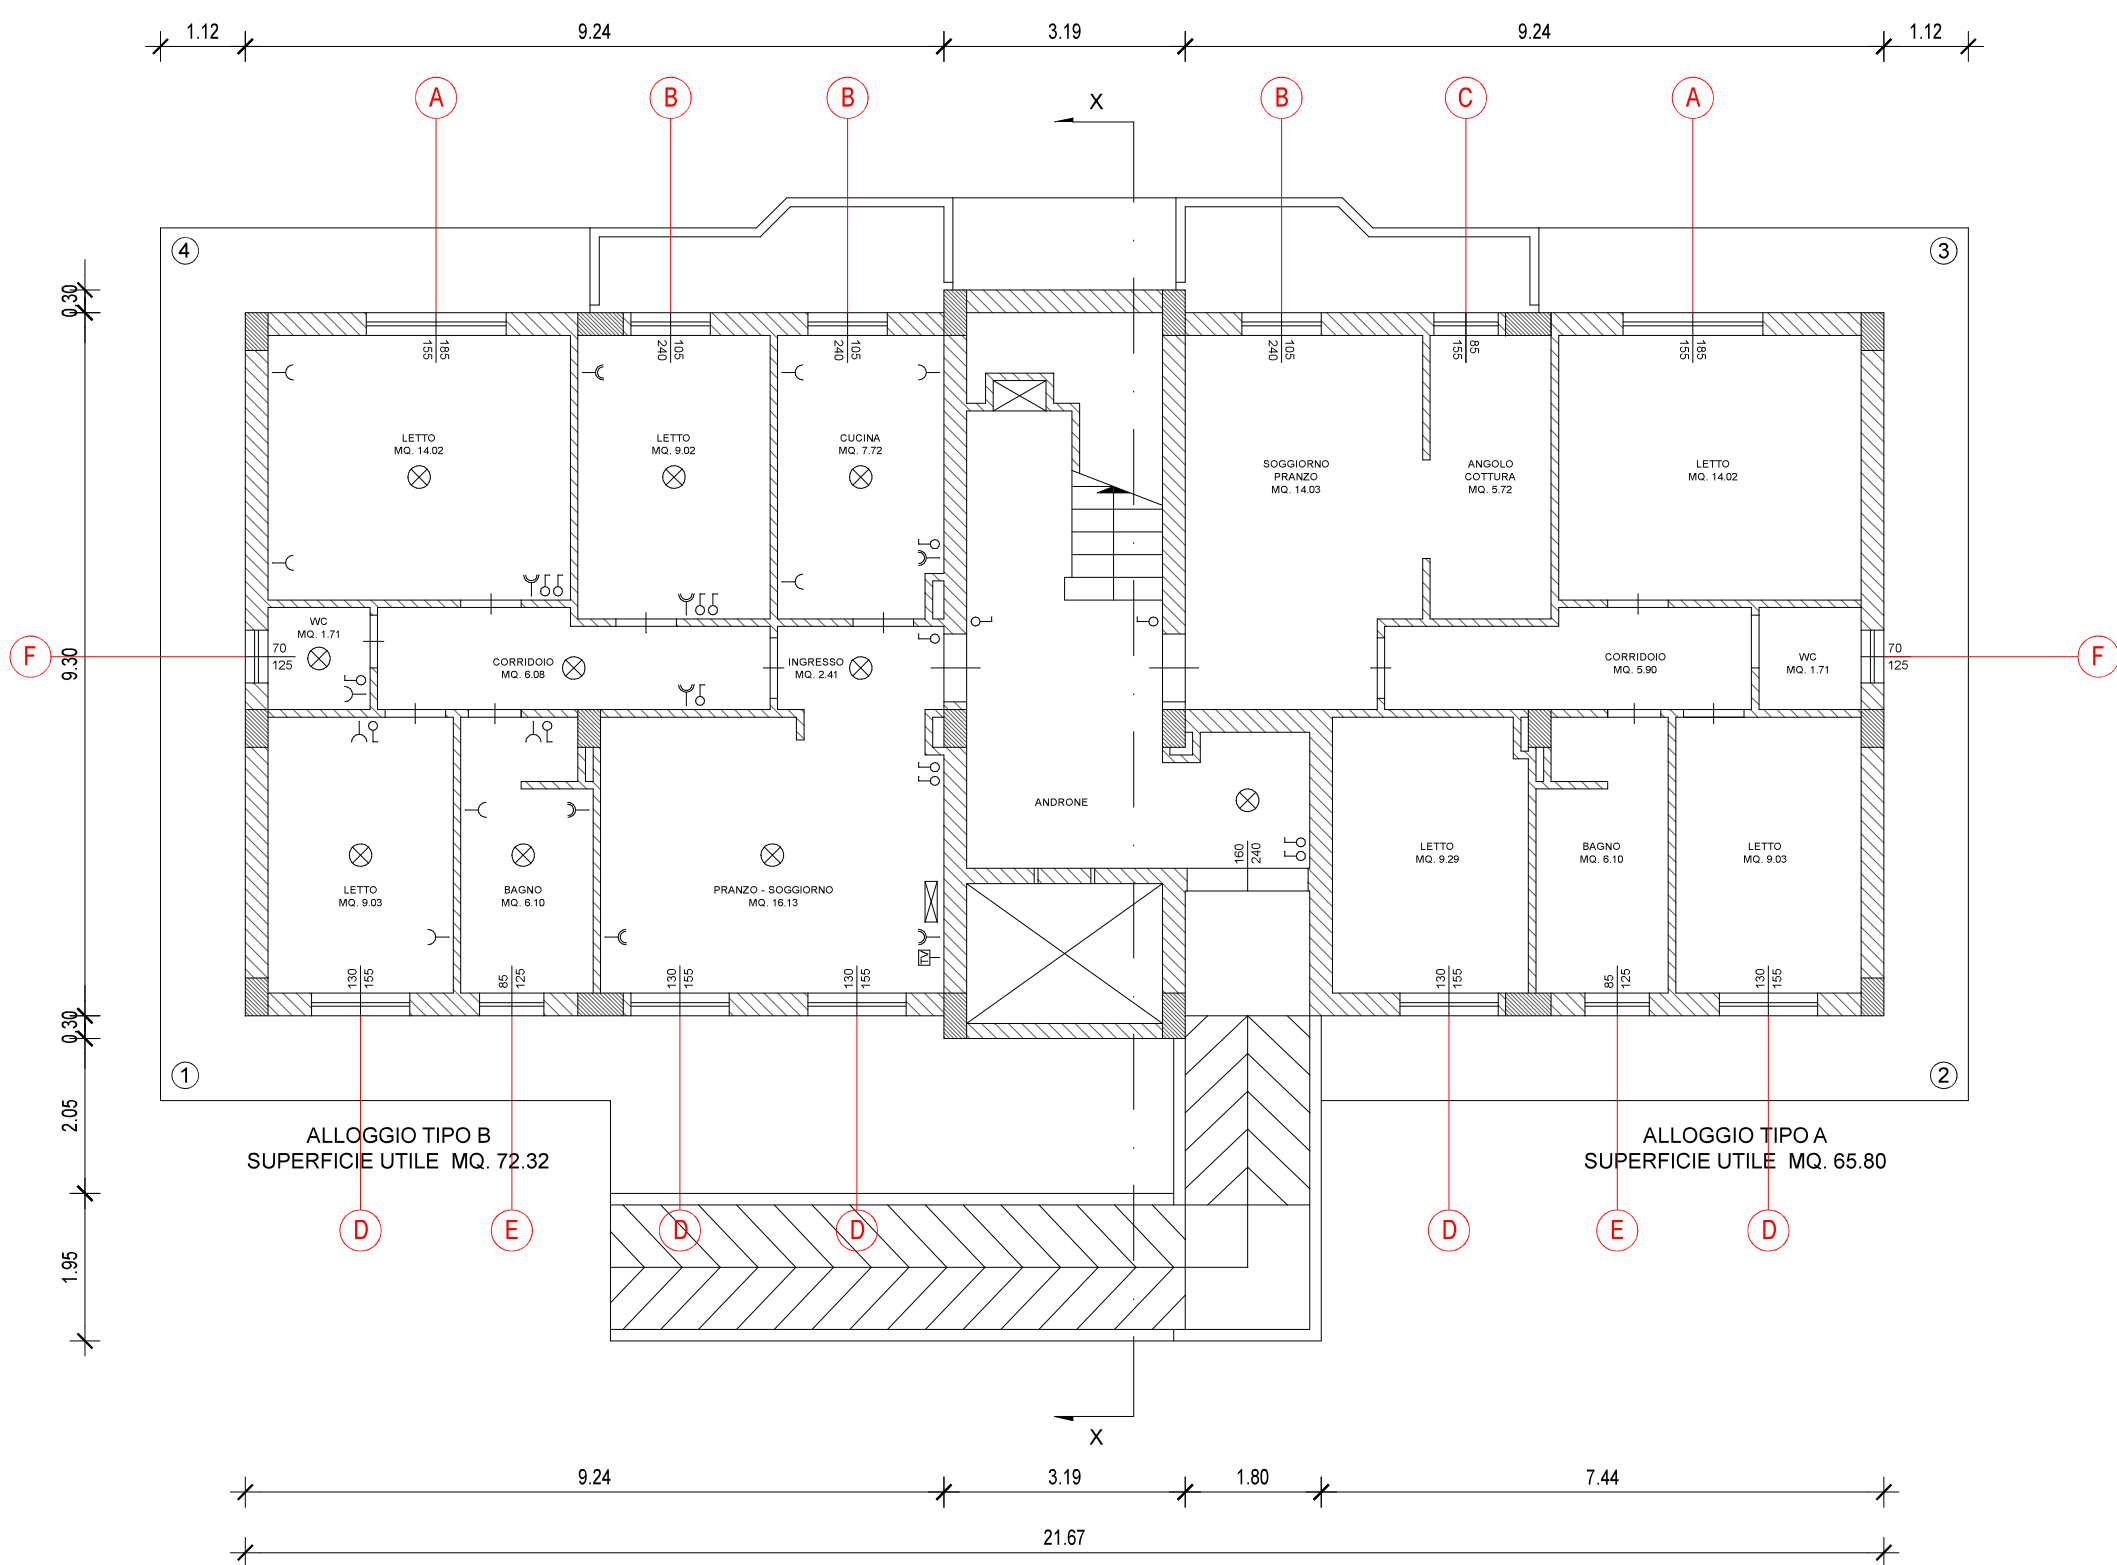 1.12
9.24
3.19
9.24
1.12
A
B
B
B
C
A
X
4
3
0.30
155
185
240
105
240
105
240
105
155
85
155
185
LETTO
MQ. 14.02
LETTO
MQ. 9.02
CUCINA
MQ. 7.72
SOGGIORNO
PRANZO
MQ. 14.03
ANGOLO
COTTURA
MQ. 5.72
LETTO
MQ. 14.02
F
9.30
70
125
WC
MQ. 1.71
CORRIDOIO
MQ. 6.08
INGRESSO
MQ. 2.41
CORRIDOIO
MQ. 5.90
WC
MQ. 1.71
70
125
F
ANDRONE
160
240
LETTO
MQ. 9.03
BAGNO
MQ. 6.10
PRANZO - SOGGIORNO
MQ. 16.13
LETTO
MQ. 9.29
BAGNO
MQ. 6.10
LETTO
MQ. 9.03
TV
130
155
85
125
130
155
130
155
130
155
85
125
130
155
0.30
1
2
2.05
ALLOGGIO TIPO B
SUPERFICIE UTILE MQ. 72.32
ALLOGGIO TIPO A
SUPERFICIE UTILE MQ. 65.80
D
E
D
D
D
E
D
1.95
X
9.24
3.19
1.80
7.44
21.67